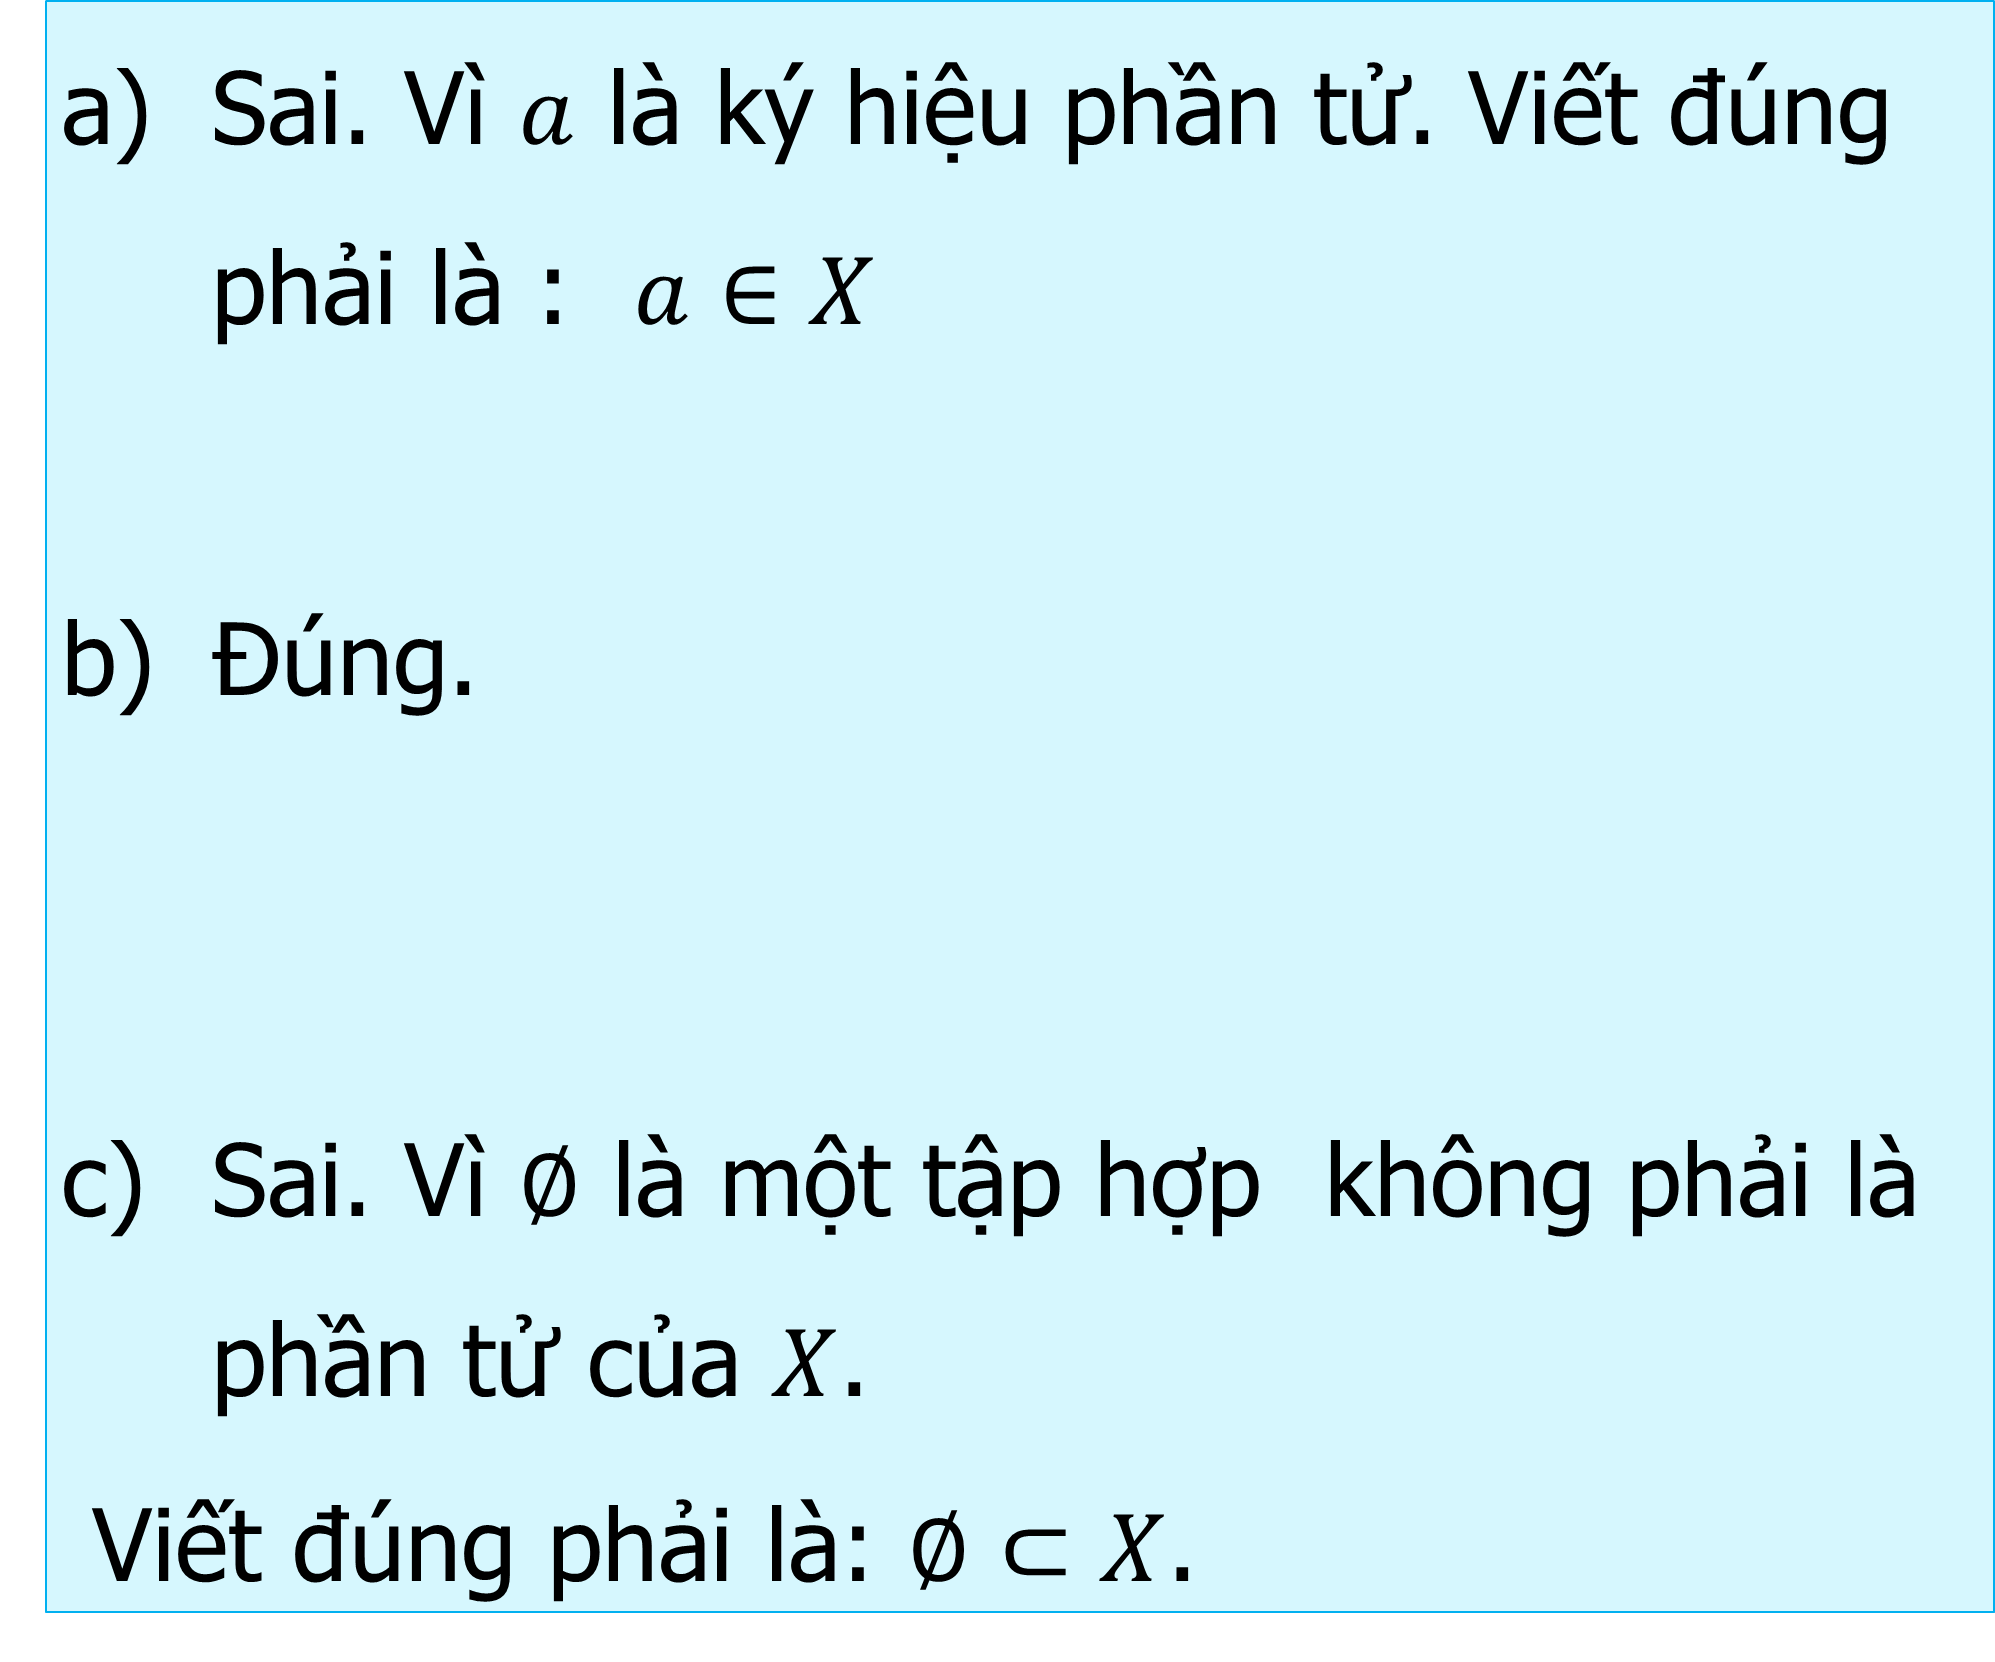 a) Sai. Vì a là ký hiệu phần tử. Viết đúng
phải là : a ∈ X
b) Đúng.
c) Sai. Vì ∅ là một tập hợp không phải là
phần tử của X.
Viết đúng phải là: ∅ ⊂ X.